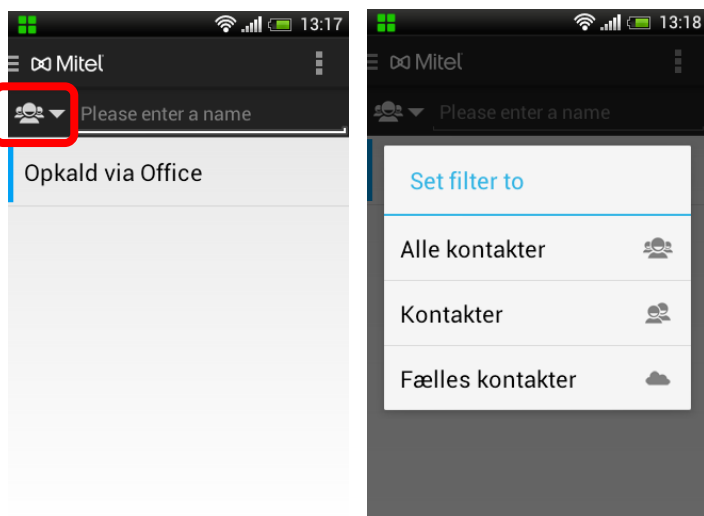 13:17
Mitel
Please enter a name
Opkald via Office
13:18
Mitel
Please enter a name
Set filter to
Alle kontakter
Kontakter
Fælles kontakter